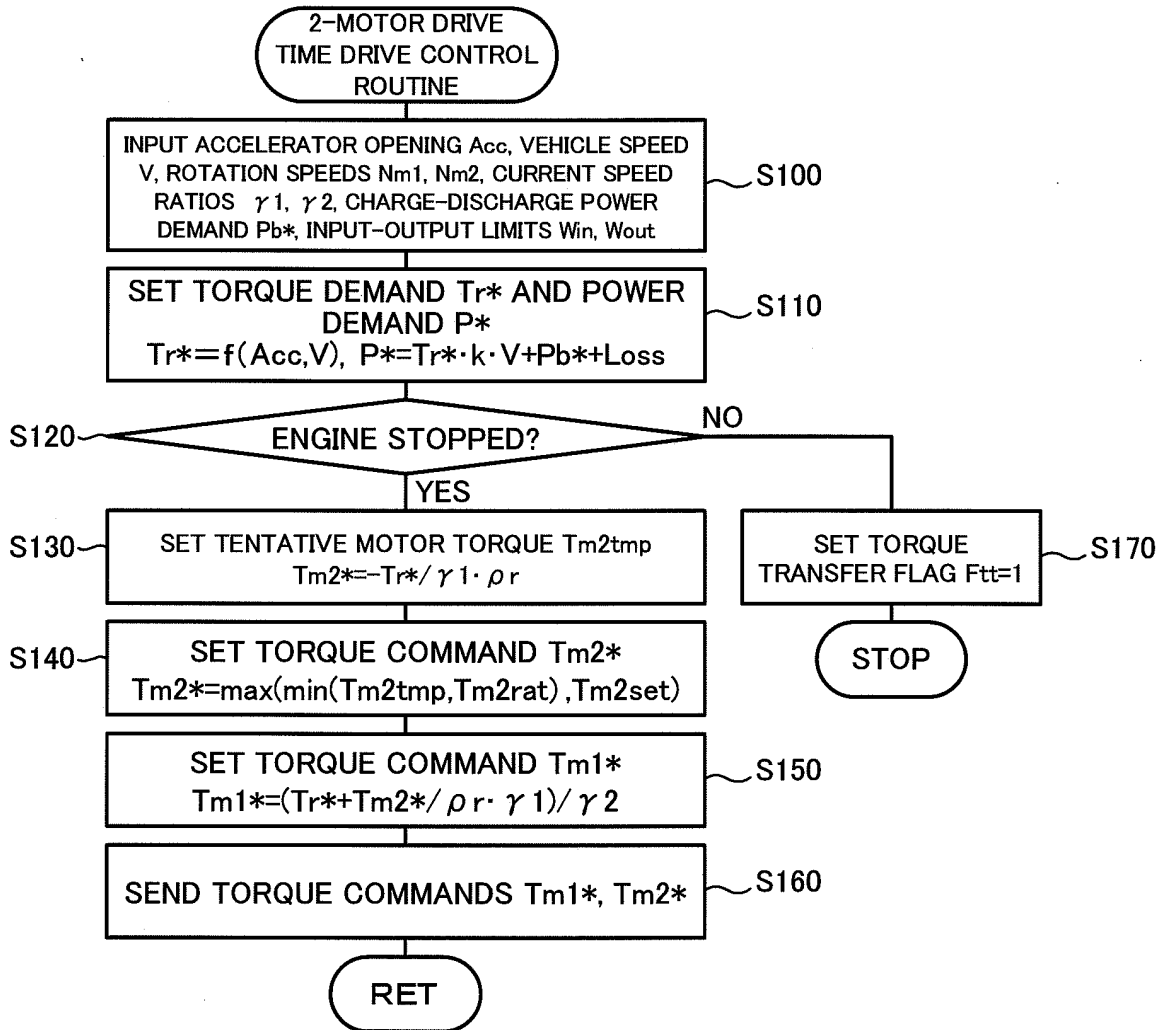 2-MOTOR DRIVE
TIME DRIVE CONTROL
ROUTINE
INPUT ACCELERATOR OPENING Acc, VEHICLE SPEED
V, ROTATION SPEEDS Nm1, Nm2, CURRENT SPEED
RATIOS γ1, γ2, CHARGE-DISCHARGE POWER
DEMAND Pb*, INPUT-OUTPUT LIMITS Win, Wout
S100
SET TORQUE DEMAND Tr* AND POWER
DEMAND P*
Tr*=f(Acc,V), P*=Tr*·k·V+Pb*+Loss
S110
S120
ENGINE STOPPED?
NO
YES
S130
SET TENTATIVE MOTOR TORQUE Tm2tmp
Tm2*=-Tr*/γ1·ρr
SET TORQUE
TRANSFER FLAG Ftt=1
S170
STOP
S140
SET TORQUE COMMAND Tm2*
Tm2*=max(min(Tm2tmp,Tm2rat),Tm2set)
SET TORQUE COMMAND Tm1*
Tm1*=(Tr*+Tm2*/ρr·γ1)/γ2
S150
SEND TORQUE COMMANDS Tm1*, Tm2*
S160
RET